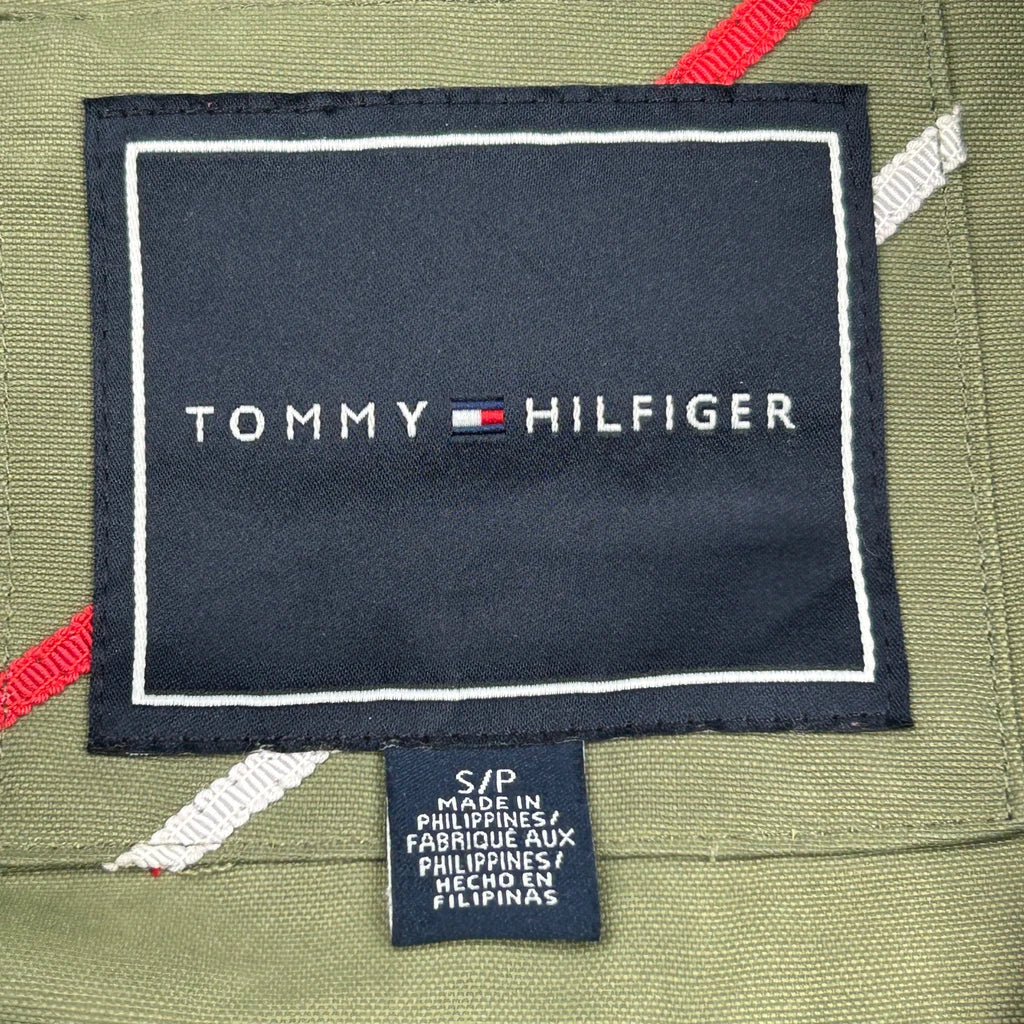 TOMMY HILFIGER
S/P
MADE IN
PHILIPPINES/
FABRIQUÉ AUX
PHILIPPINES/
HECHO EN
FILIPINAS